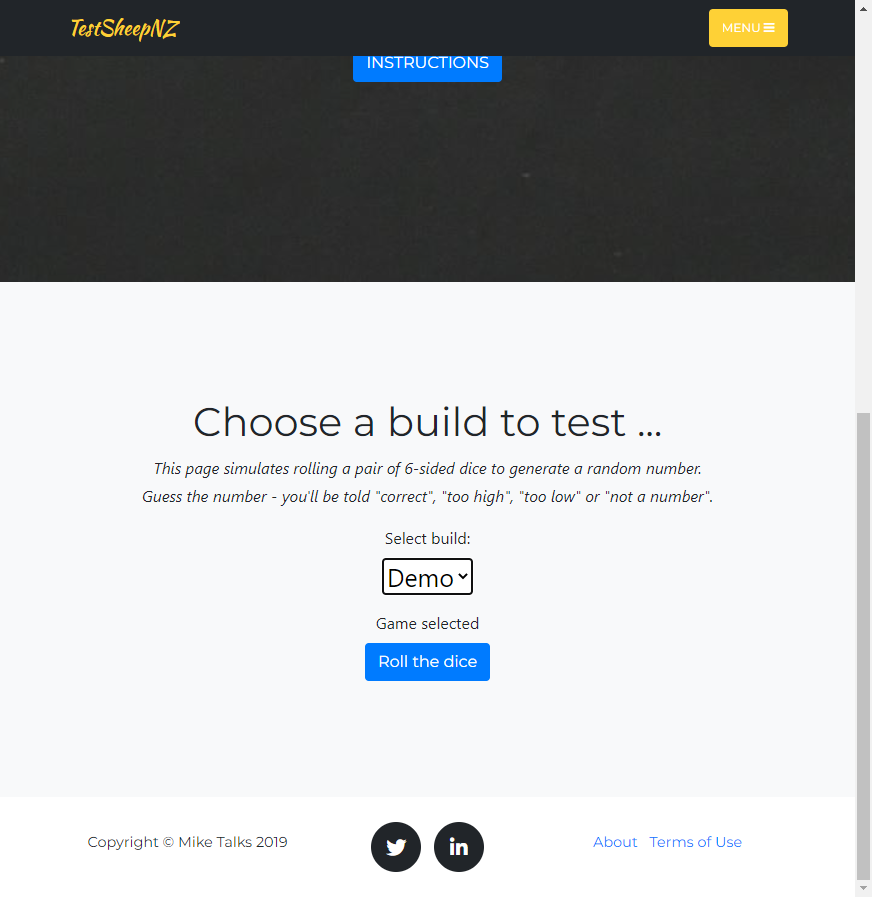 TestSheepNZ
MENU
INSTRUCTIONS
Choose a build to test ...
This page simulates rolling a pair of 6-sided dice to generate a random number.
Guess the number - you'll be told "correct", "too high", "too low" or "not a number".
Select build:
Demo
Game selected
Roll the dice
Copyright © Mike Talks 2019
in
About Terms of Use